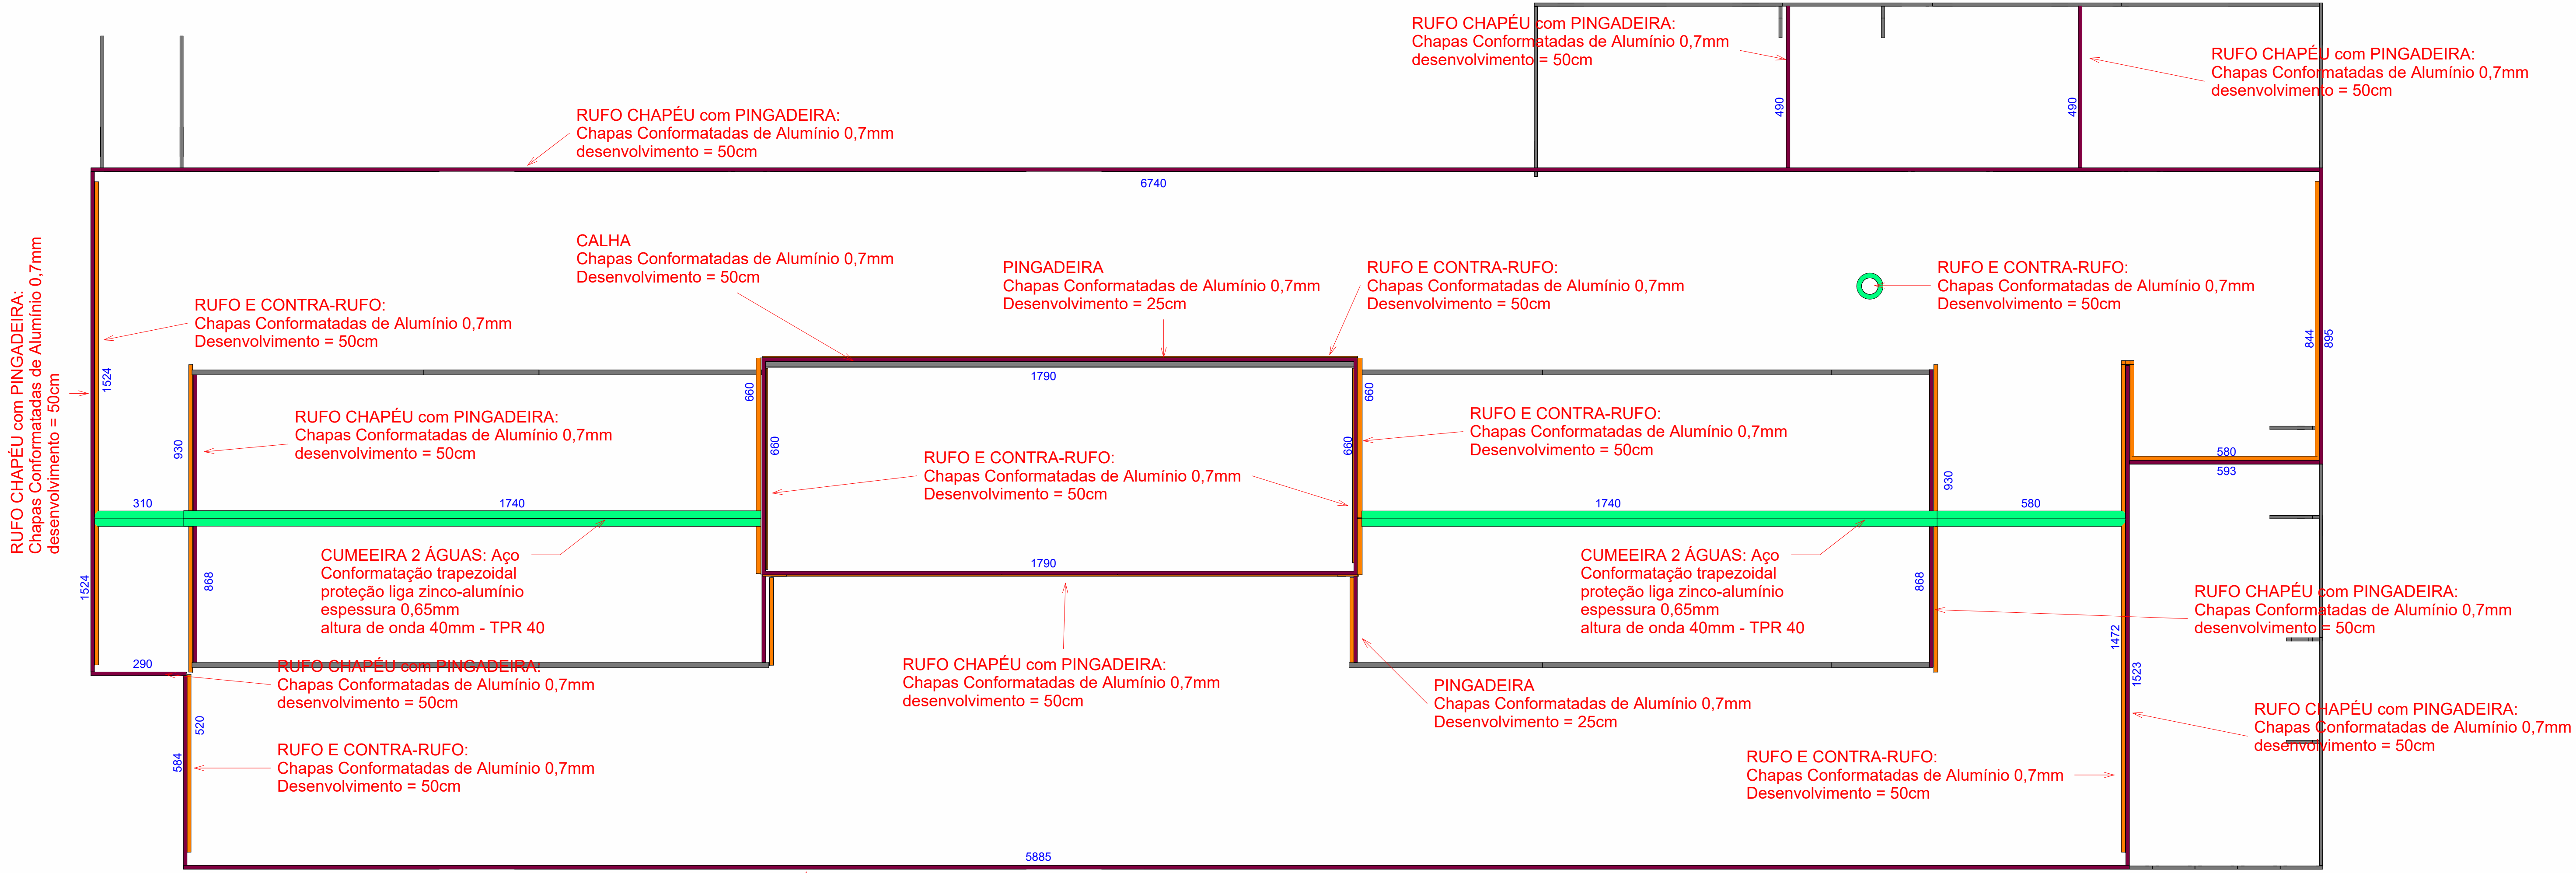 RUFO CHAPÉU com PINGADEIRA:
Chapas Conformatadas de Alumínio 0,7mm
desenvolvimento = 50cm
RUFO CHAPÉU com PINGADEIRA:
Chapas Conformatadas de Alumínio 0,7mm
desenvolvimento = 50cm
490
490
RUFO CHAPÉU com PINGADEIRA:
Chapas Conformatadas de Alumínio 0,7mm
desenvolvimento = 50cm
6740
RUFO CHAPÉU com PINGADEIRA:
Chapas Conformatadas de Alumínio 0,7mm
desenvolvimento = 50cm
CALHA
Chapas Conformatadas de Alumínio 0,7mm
Desenvolvimento = 50cm
PINGADEIRA
Chapas Conformatadas de Alumínio 0,7mm
Desenvolvimento = 25cm
RUFO E CONTRA-RUFO:
Chapas Conformatadas de Alumínio 0,7mm
Desenvolvimento = 50cm
RUFO E CONTRA-RUFO:
Chapas Conformatadas de Alumínio 0,7mm
Desenvolvimento = 50cm
RUFO E CONTRA-RUFO:
Chapas Conformatadas de Alumínio 0,7mm
Desenvolvimento = 50cm
844
895
1524
660
1790
660
RUFO CHAPÉU com PINGADEIRA:
Chapas Conformatadas de Alumínio 0,7mm
desenvolvimento = 50cm
RUFO E CONTRA-RUFO:
Chapas Conformatadas de Alumínio 0,7mm
Desenvolvimento = 50cm
930
660
660
RUFO E CONTRA-RUFO:
Chapas Conformatadas de Alumínio 0,7mm
Desenvolvimento = 50cm
930
580
593
310
1740
1740
580
CUMEEIRA 2 ÁGUAS: Aço
Conformatação trapezoidal
proteção liga zinco-alumínio
espessura 0,65mm
altura de onda 40mm - TPR 40
1790
CUMEEIRA 2 ÁGUAS: Aço
Conformatação trapezoidal
proteção liga zinco-alumínio
espessura 0,65mm
altura de onda 40mm - TPR 40
1524
868
868
RUFO CHAPÉU com PINGADEIRA:
Chapas Conformatadas de Alumínio 0,7mm
desenvolvimento = 50cm
1472
1523
290
RUFO CHAPÉU com PINGADEIRA:
Chapas Conformatadas de Alumínio 0,7mm
desenvolvimento = 50cm
RUFO CHAPÉU com PINGADEIRA:
Chapas Conformatadas de Alumínio 0,7mm
desenvolvimento = 50cm
PINGADEIRA
Chapas Conformatadas de Alumínio 0,7mm
Desenvolvimento = 25cm
RUFO CHAPÉU com PINGADEIRA:
Chapas Conformatadas de Alumínio 0,7mm
desenvolvimento = 50cm
520
584
RUFO E CONTRA-RUFO:
Chapas Conformatadas de Alumínio 0,7mm
Desenvolvimento = 50cm
RUFO E CONTRA-RUFO:
Chapas Conformatadas de Alumínio 0,7mm
Desenvolvimento = 50cm
5885